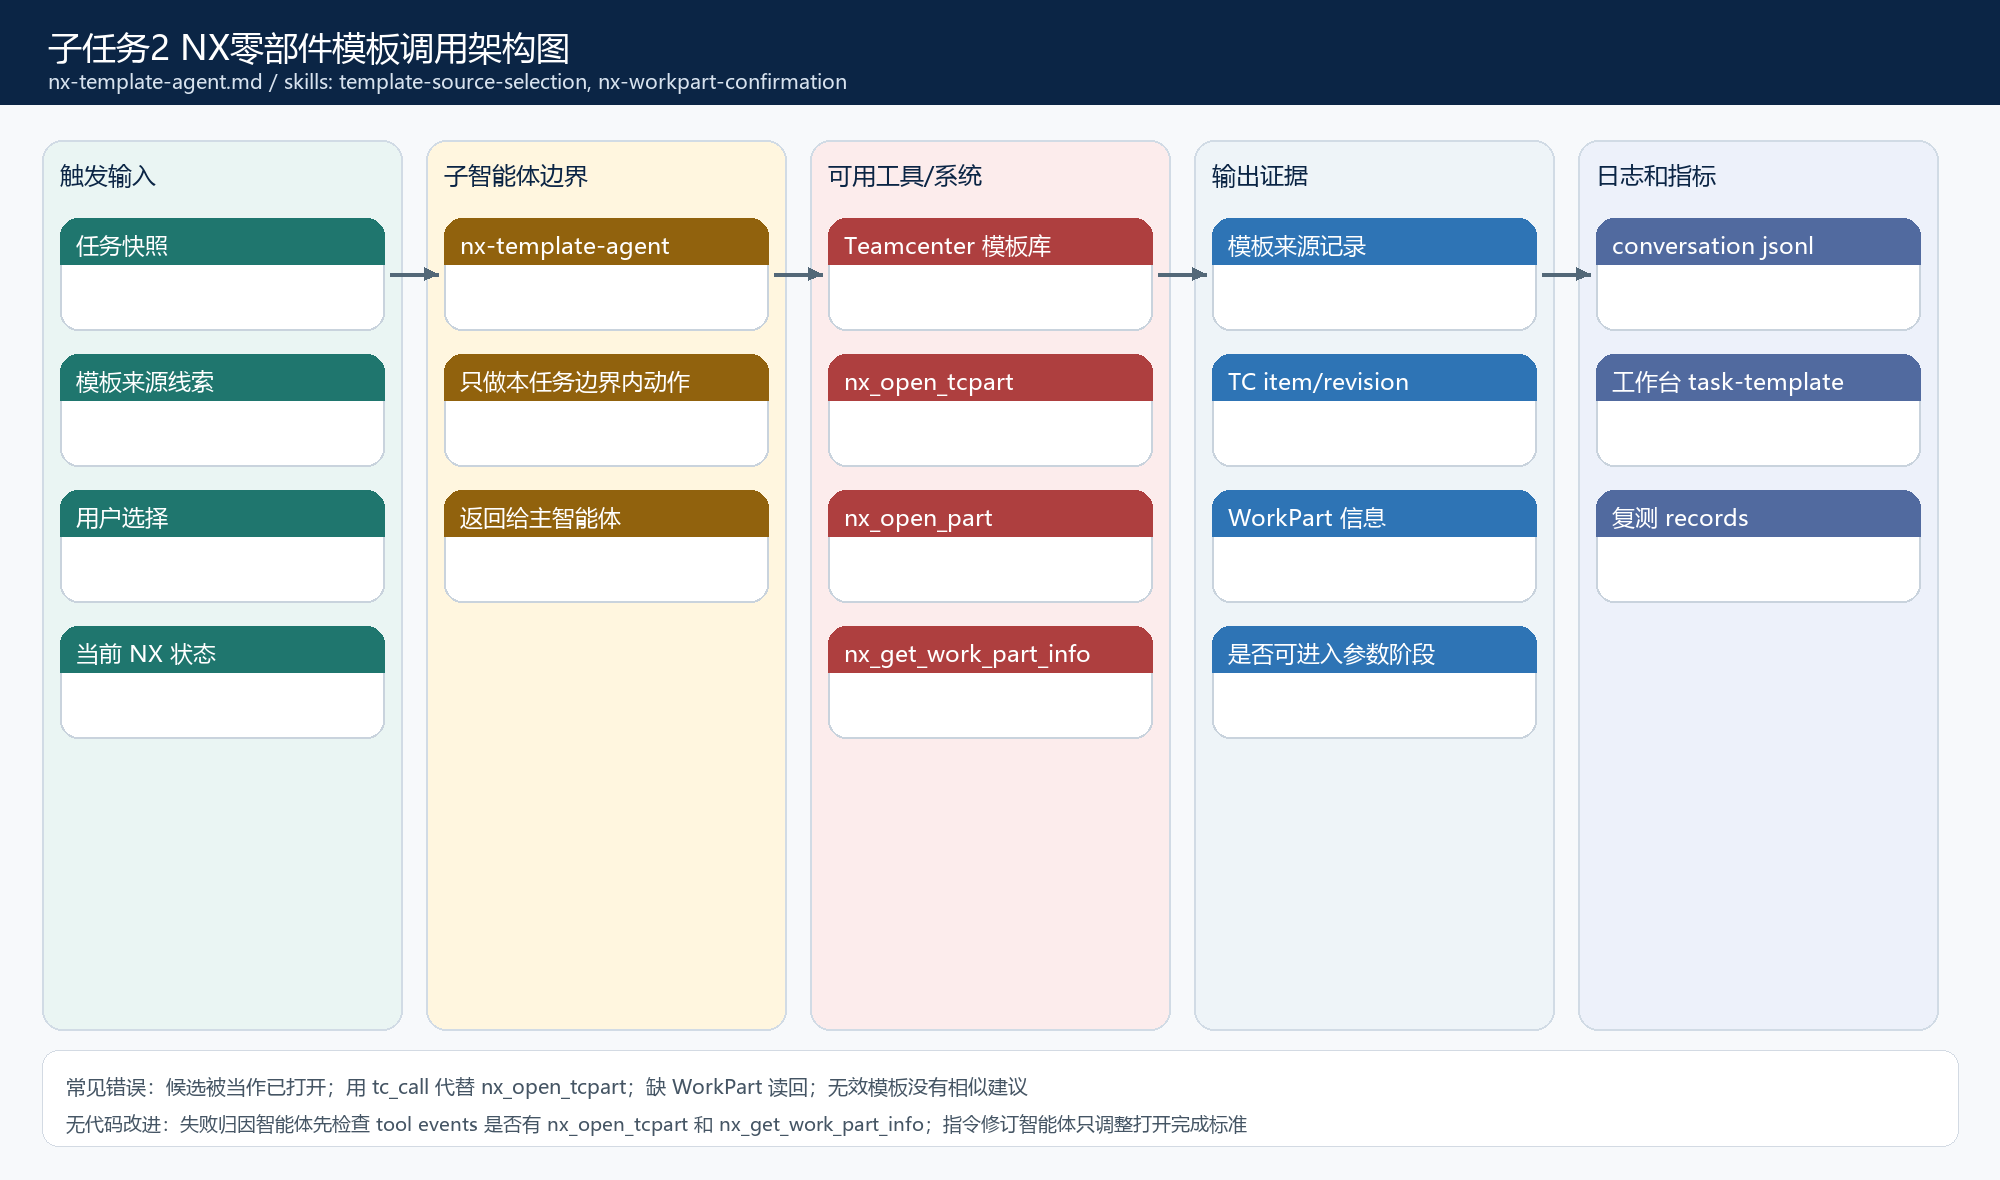 子任务2 NX零部件模板调用架构图
nx-template-agent.md / skills: template-source-selection, nx-workpart-confirmation
触发输入
任务快照
模板来源线索
用户选择
当前 NX 状态
子智能体边界
nx-template-agent
只做本任务边界内动作
返回给主智能体
可用工具/系统
Teamcenter 模板库
nx_open_tcpart
nx_open_part
nx_get_work_part_info
输出证据
模板来源记录
TC item/revision
WorkPart 信息
是否可进入参数阶段
日志和指标
conversation jsonl
工作台 task-template
复测 records
常见错误：候选被当作已打开；用 tc_call 代替 nx_open_tcpart；缺 WorkPart 读回；无效模板没有相似建议
无代码改进：失败归因智能体先检查 tool events 是否有 nx_open_tcpart 和 nx_get_work_part_info；指令修订智能体只调整打开完成标准